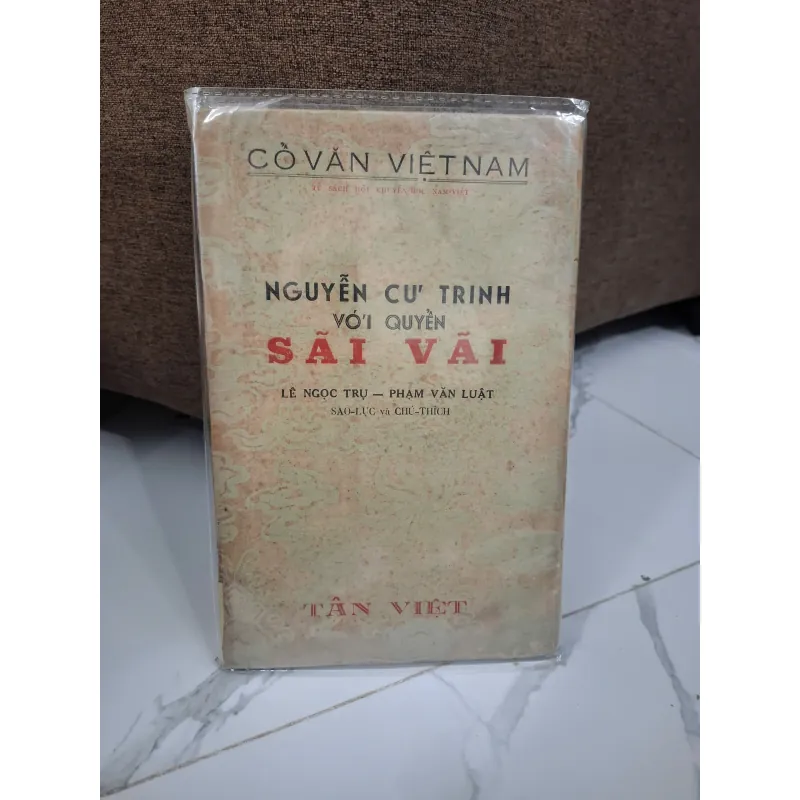 CỔ VĂN VIỆT NAM
NGUYỄN CƯ TRINH
VỚI QUYỂN
SÃI VÃI
LÊ NGỌC TRỤ — PHẠM VĂN LUẬT
SAO-LỤC và CHÚ-THÍCH
TÂN VIỆT